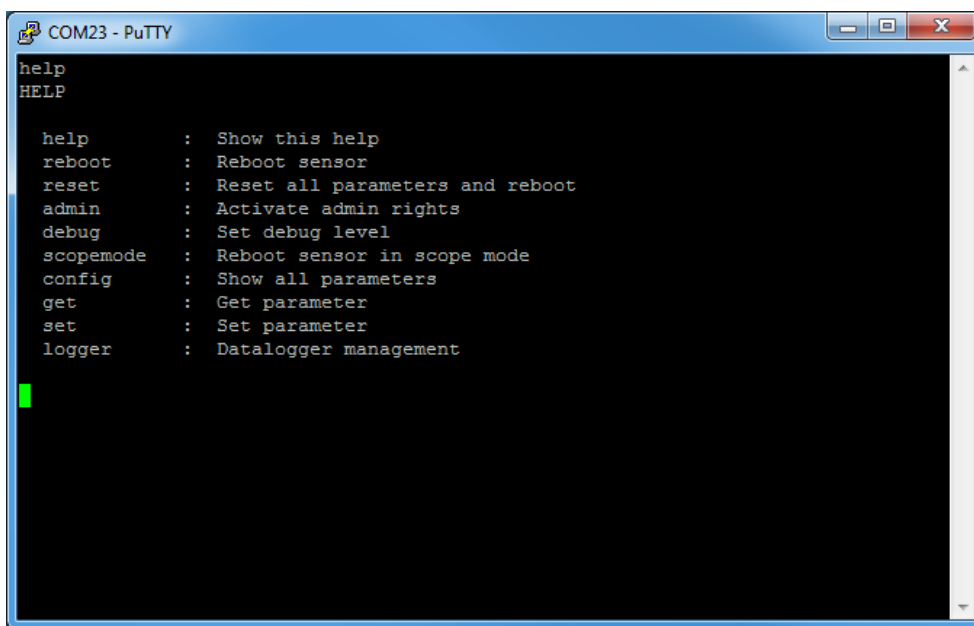 COM23 - PuTTY
help
HELP
help : Show this help
reboot : Reboot sensor
reset : Reset all parameters and reboot
admin : Activate admin rights
debug : Set debug level
scopemode : Reboot sensor in scope mode
config : Show all parameters
get : Get parameter
set : Set parameter
logger : Datalogger management